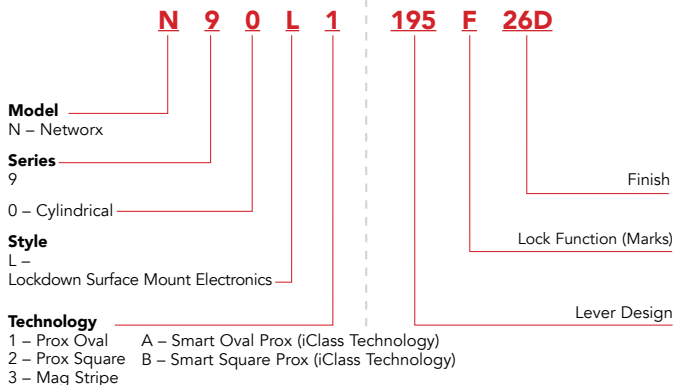 N 9 0 L 1 195 F 26D
Model
N – Networx
Series
9
0 – Cylindrical
Style
L –
Lockdown Surface Mount Electronics
Technology
1 – Prox Oval A – Smart Oval Prox (iClass Technology)
2 – Prox Square B – Smart Square Prox (iClass Technology)
3 – Mag Stripe
Finish
Lock Function (Marks)
Lever Design